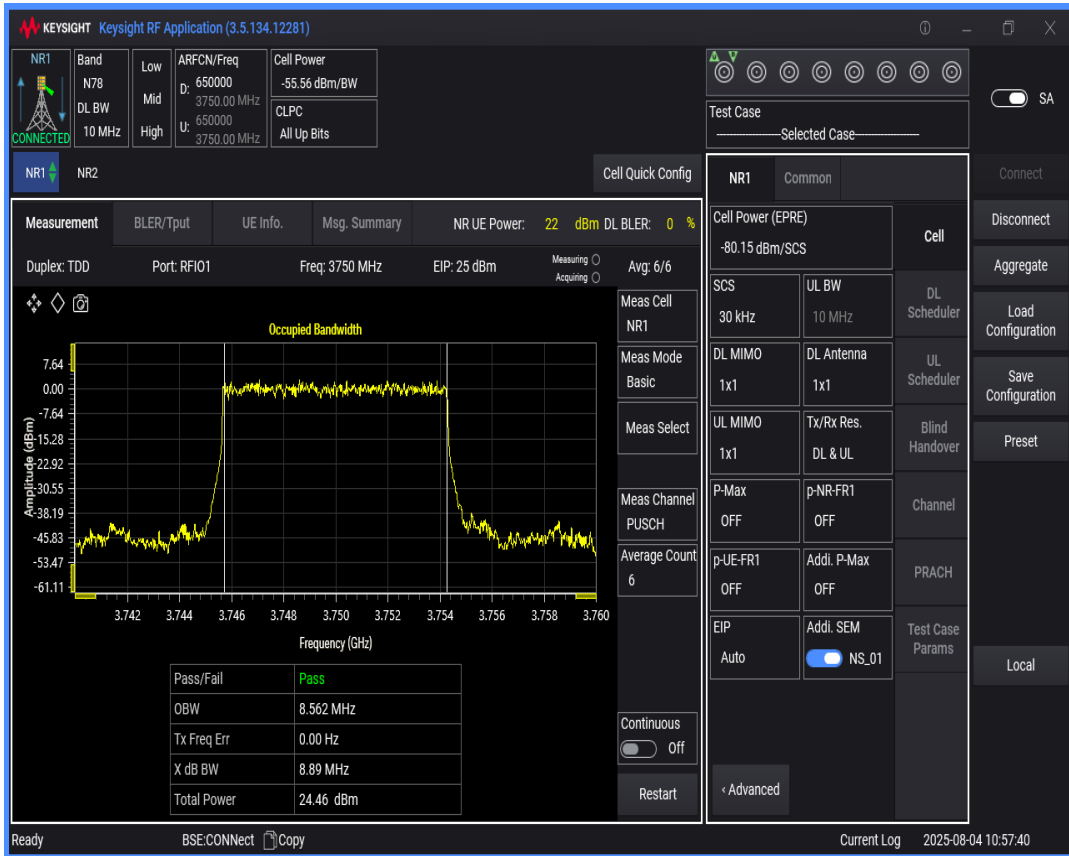 KEYSIGHT Keysight RF Application (3.5.134.12281)
NR1
CONNECTED
Band
N78
DL BW
10 MHz
Low
Mid
High
ARFCN/Freq
D: 650000
3750.00 MHz
U: 650000
3750.00 MHz
Cell Power
-55.56 dBm/BW
CLPC
All Up Bits
Test Case
--------------------Selected Case--------------------
SA
NR1
NR2
Cell Quick Config
NR1
Common
Connect
Disconnect
Aggregate
Load
Configuration
Save
Configuration
Preset
Local
Measurement
BLER/Tput
UE Info.
Msg. Summary
NR UE Power: 22 dBm DL BLER: 0 %
Duplex: TDD
Port: RFIO1
Freq: 3750 MHz
EIP: 25 dBm
Measuring
Acquiring
Avg: 6/6
Occupied Bandwidth
Amplitude (dBm)
7.64
0.00
-7.64
-15.28
-22.92
-30.55
-38.19
-45.83
-53.47
-61.11
3.742 3.744 3.746 3.748 3.750 3.752 3.754 3.756 3.758 3.760
Frequency (GHz)
Pass/Fail Pass
OBW 8.562 MHz
Tx Freq Err 0.00 Hz
X dB BW 8.89 MHz
Total Power 24.46 dBm
Meas Cell
NR1
Meas Mode
Basic
Meas Select
Meas Channel
PUSCH
Average Count
6
Continuous
Off
Restart
Cell Power (EPRE)
-80.15 dBm/SCS
SCS
30 kHz
UL BW
10 MHz
DL MIMO
1x1
DL Antenna
1x1
UL MIMO
1x1
Tx/Rx Res.
DL & UL
P-Max
OFF
p-NR-FR1
OFF
p-UE-FR1
OFF
Addi. P-Max
OFF
EIP
Auto
Addi. SEM
NS_01
‹ Advanced
Cell
DL
Scheduler
UL
Scheduler
Blind
Handover
Channel
PRACH
Test Case
Params
Ready
BSE:CONNect
Copy
Current Log
2025-08-04 10:57:40